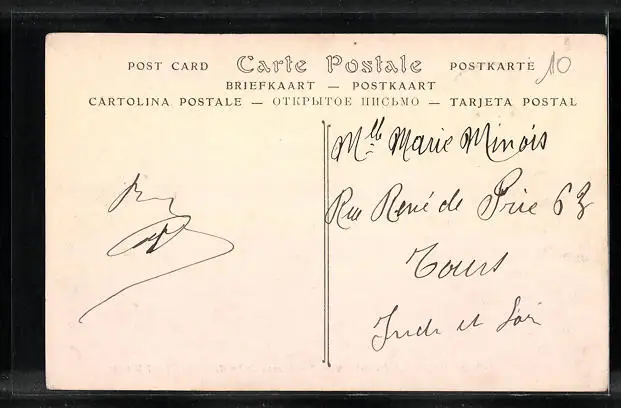 POST CARD Carte Postale POSTKARTE
10
BRIEFKAART — POSTKAART
CARTOLINA POSTALE — ОТКРЫТОЕ ПИСЬМО — TARJETA POSTAL
Mlle Marie Minois
Rue René de Prie 63
Tours
Indr et Loir